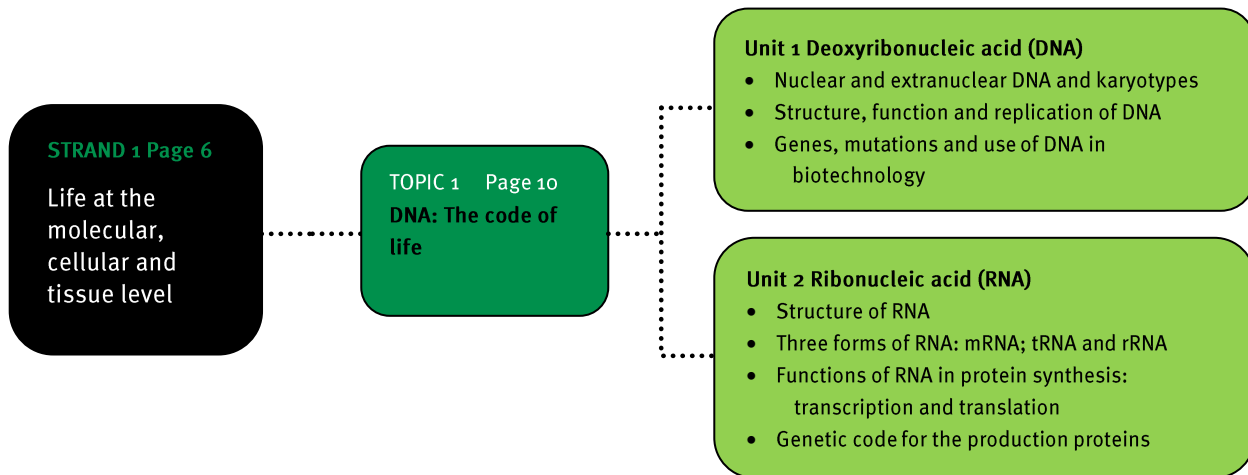 STRAND 1 Page 6
Life at the
molecular,
cellular and
tissue level
TOPIC 1 Page 10
DNA: The code of
life
Unit 1 Deoxyribonucleic acid (DNA)
• Nuclear and extranuclear DNA and karyotypes
• Structure, function and replication of DNA
• Genes, mutations and use of DNA in
biotechnology
Unit 2 Ribonucleic acid (RNA)
• Structure of RNA
• Three forms of RNA: mRNA; tRNA and rRNA
• Functions of RNA in protein synthesis:
transcription and translation
• Genetic code for the production proteins